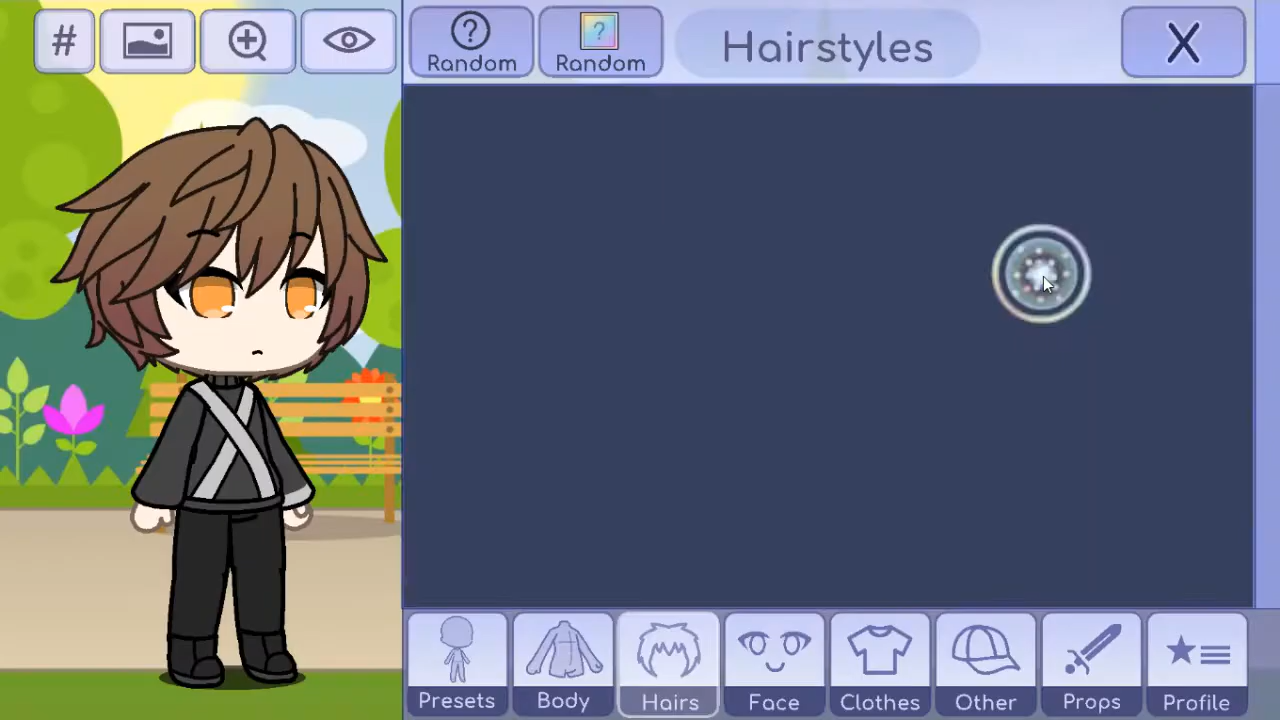 #
Random
Random
Hairstyles
X
Presets
Body
Hairs
Face
Clothes
Other
Props
Profile